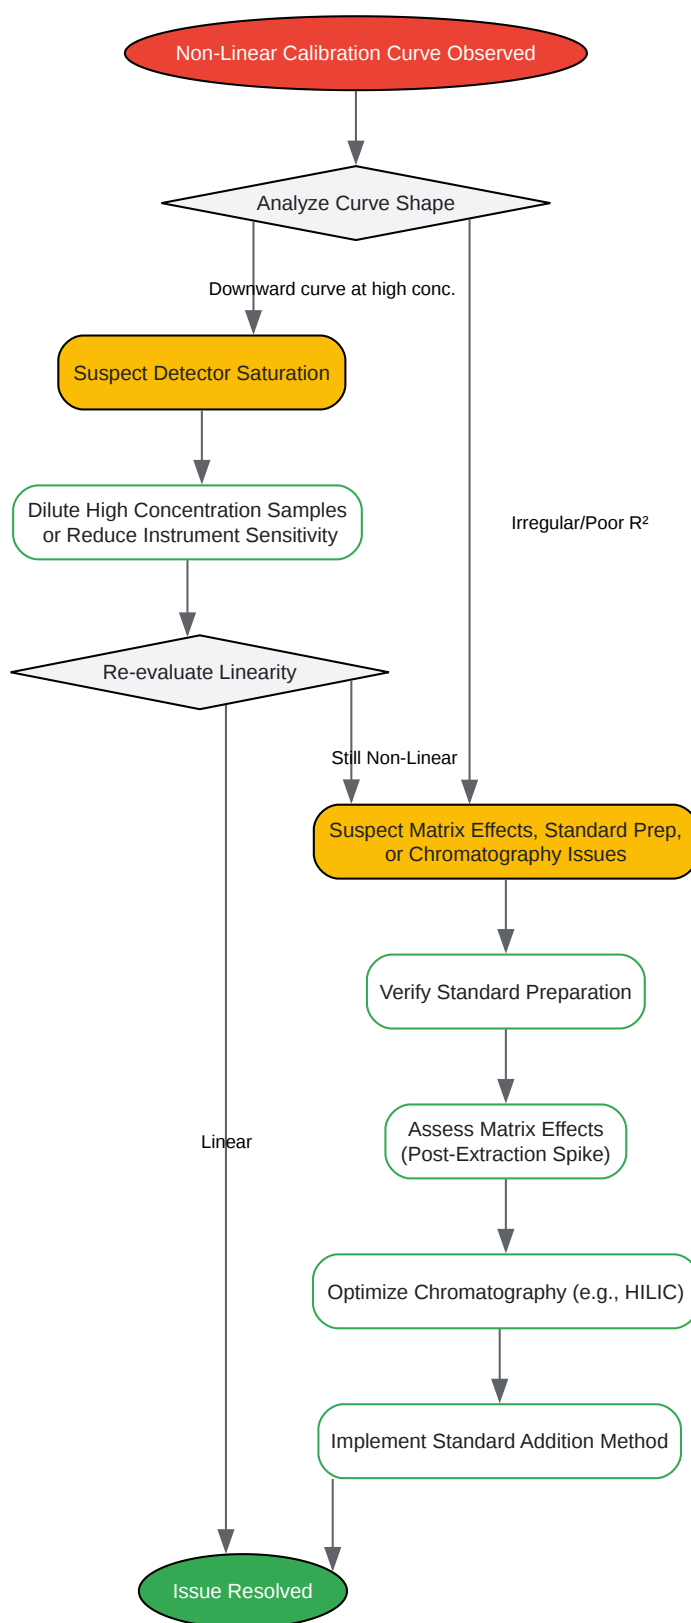 Non-Linear Calibration Curve Observed
Analyze Curve Shape
Downward curve at high conc.
Suspect Detector Saturation
Dilute High Concentration Samples
or Reduce Instrument Sensitivity
Irregular/Poor R²
Re-evaluate Linearity
Still Non-Linear
Suspect Matrix Effects, Standard Prep,
or Chromatography Issues
Verify Standard Preparation
Assess Matrix Effects
(Post-Extraction Spike)
Linear
Optimize Chromatography (e.g., HILIC)
Implement Standard Addition Method
Issue Resolved